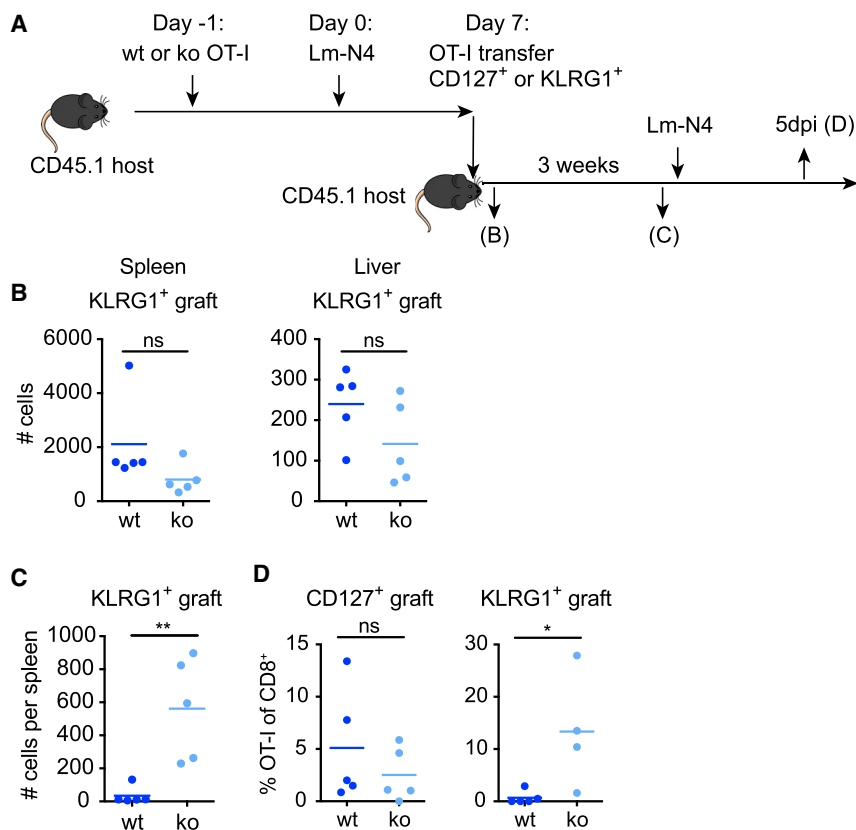 A
Day -1:
wt or ko OT-I
Day 0:
Lm-N4
Day 7:
OT-I transfer
CD127⁺ or KLRG1⁺
CD45.1 host
CD45.1 host
3 weeks
Lm-N4
5dpi (D)
(B)
(C)
B
Spleen
KLRG1⁺ graft
# cells
6000
4000
2000
0
ns
wt
ko
Liver
KLRG1⁺ graft
400
300
200
100
0
ns
wt
ko
C
KLRG1⁺ graft
# cells per spleen
1000
800
600
400
200
0
**
wt
ko
D
CD127⁺ graft
% OT-I of CD8⁺
15
10
5
0
ns
wt
ko
KLRG1⁺ graft
30
20
10
0
*
wt
ko